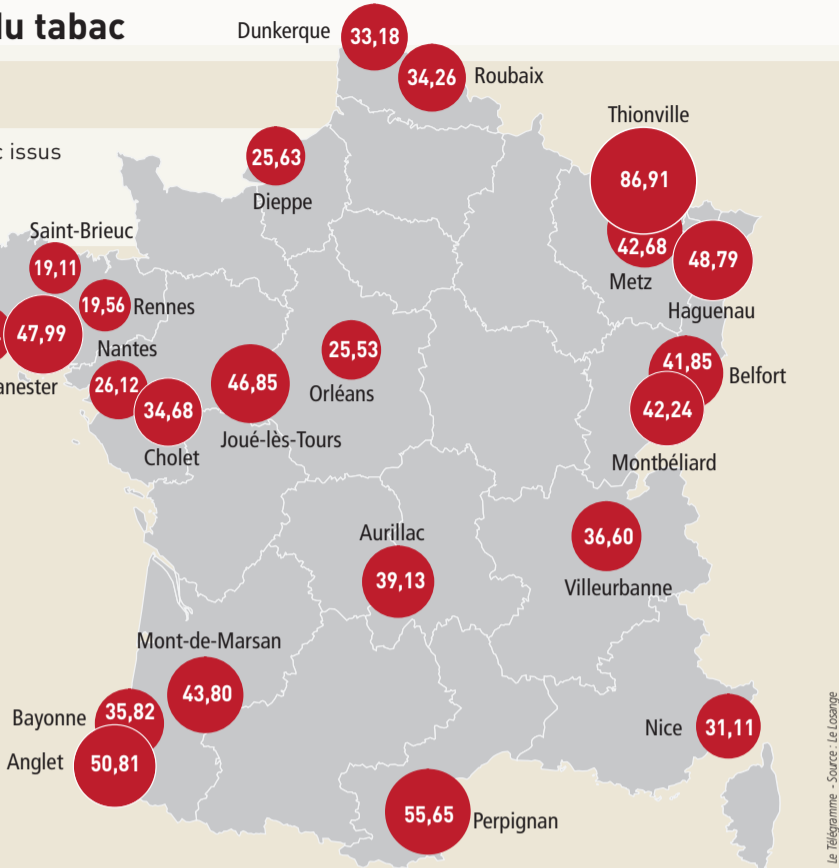 du tabac
c issus
Dunkerque
33,18
34,26
Roubaix
Thionville
86,91
25,63
Dieppe
42,68
Metz
48,79
Haguenau
Saint-Brieuc
19,11
19,56
Rennes
47,99
anester
Nantes
26,12
34,68
Cholet
46,85
Joué-lès-Tours
25,53
Orléans
41,85
Belfort
42,24
Montbéliard
Aurillac
39,13
36,60
Villeurbanne
Mont-de-Marsan
43,80
Bayonne
35,82
Anglet
50,81
Nice
31,11
55,65
Perpignan
Le Télégramme - Source : Le Losange